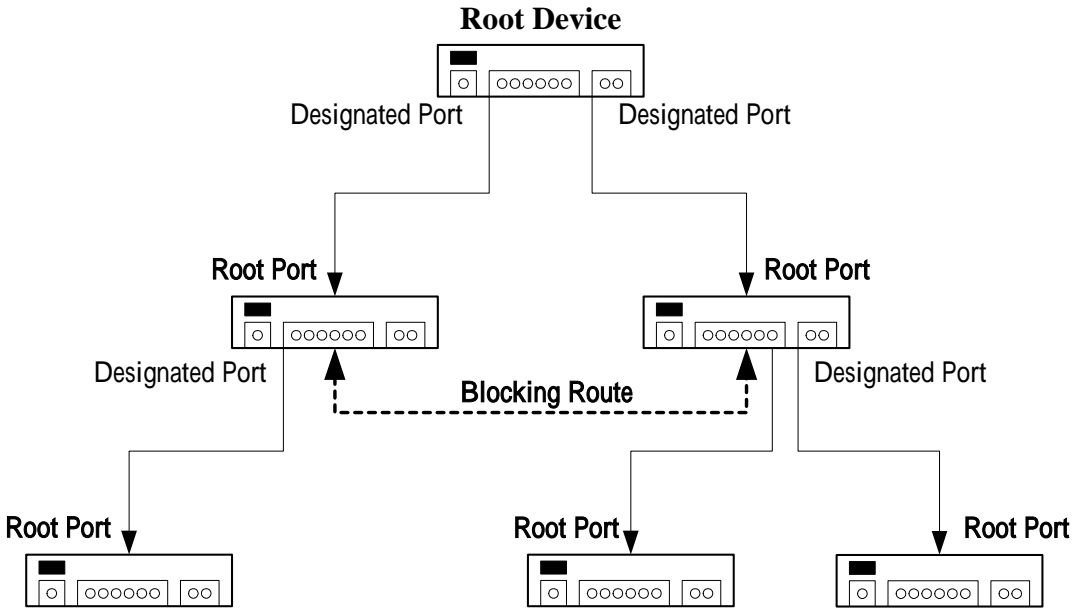 Root Device
Designated Port Designated Port
Root Port Root Port
Designated Port Designated Port
Blocking Route
Root Port Root Port Root Port